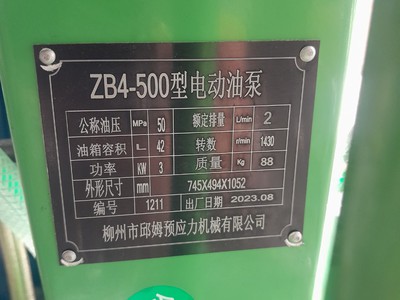 ZB4-500型电动油泵
公称油压 MPa 50 额定排量 L/min 2
油箱容积 L 42 转数 r/min 1430
功率 KW 3 质量 Kg 88
外形尺寸 mm 745X494X1052
编号 1211 出厂日期 2023.08
柳州市邱姆预应力机械有限公司